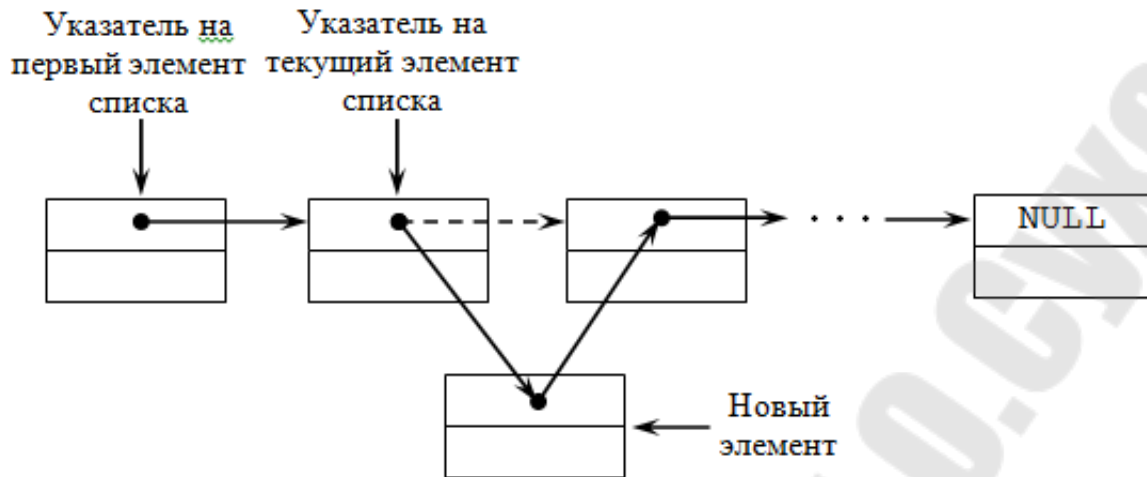 Указатель на
первый элемент
списка
Указатель на
текущий элемент
списка
NULL
Новый
элемент